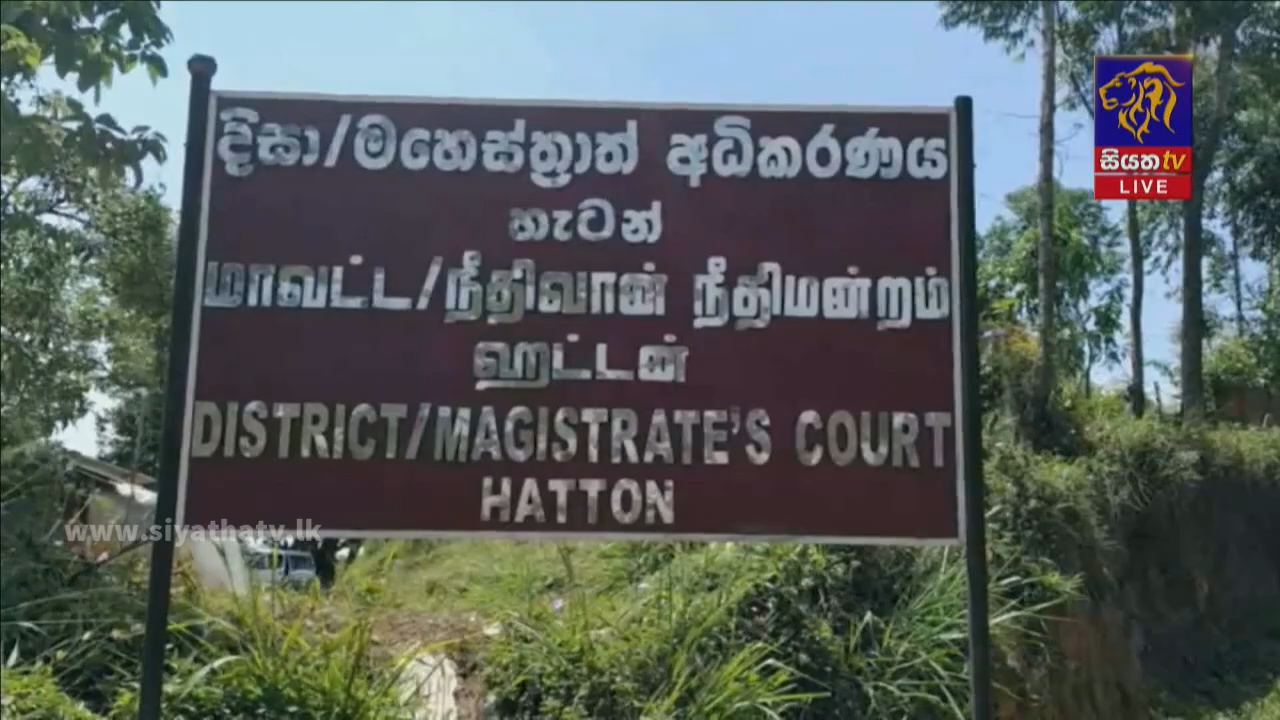 දිසා/මහෙස්ත්‍රාත් අධිකරණය
හැටන්
மாவட்ட/நீதிவான் நீதிமன்றம்
ஹட்டன்
DISTRICT/MAGISTRATE'S COURT
HATTON
සියත tv
LIVE
www.siyathatv.lk